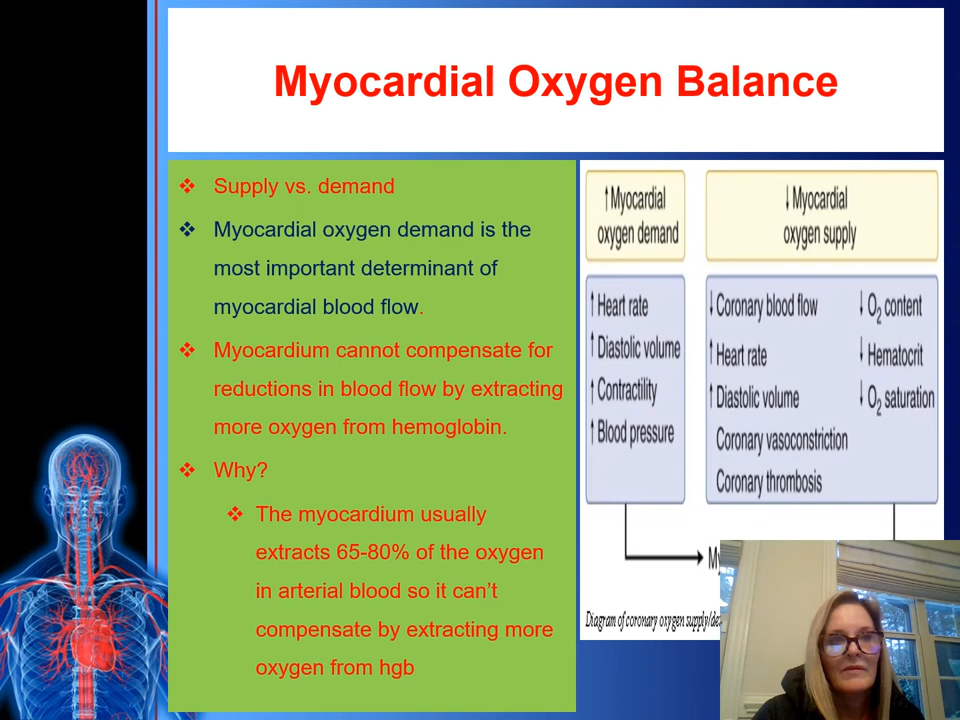 Myocardial Oxygen Balance
❖ Supply vs. demand
❖ Myocardial oxygen demand is the
most important determinant of
myocardial blood flow.
❖ Myocardium cannot compensate for
reductions in blood flow by extracting
more oxygen from hemoglobin.
❖ Why?
❖ The myocardium usually
extracts 65-80% of the oxygen
in arterial blood so it can't
compensate by extracting more
oxygen from hgb
↑Myocardial
oxygen demand
↑Heart rate
↑Diastolic volume
↑Contractility
↑Blood pressure
↓Myocardial
oxygen supply
↓Coronary blood flow
↑Heart rate
↑Diastolic volume
Coronary vasoconstriction
Coronary thrombosis
↓O₂ content
↓Hematocrit
↓O₂ saturation
Diagram of coronary oxygen